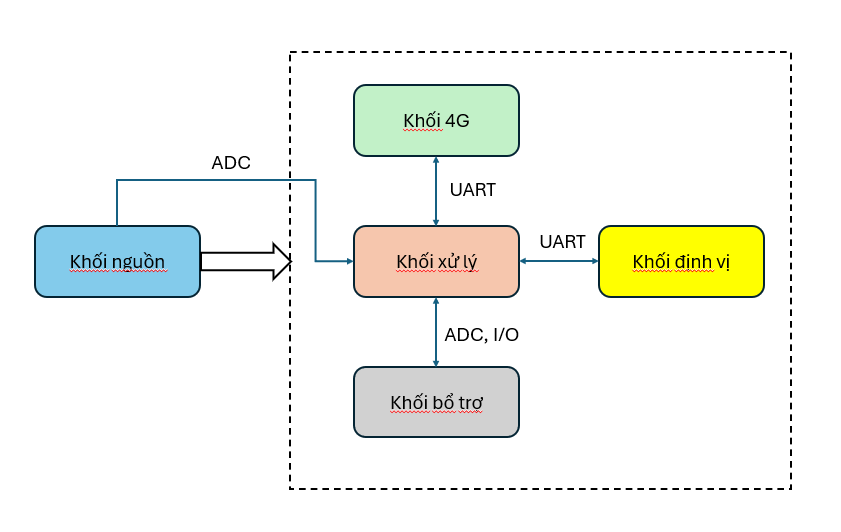 Khối 4G
ADC
UART
Khối nguồn
Khối xử lý
UART
Khối định vị
ADC, I/O
Khối bổ trợ